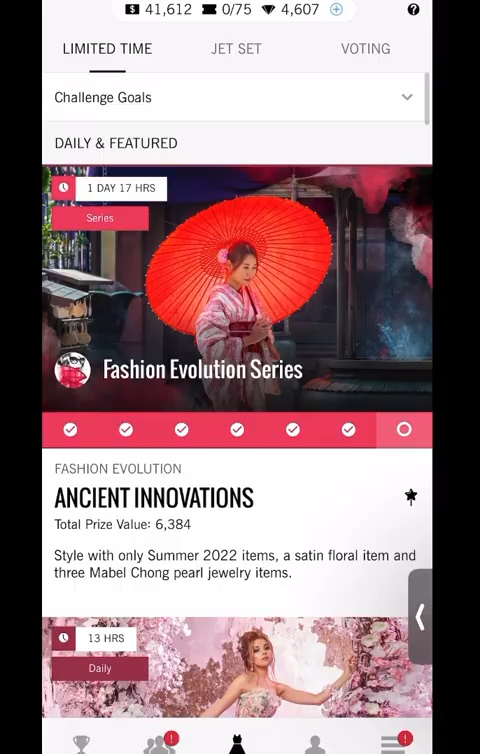 41,612 0/75 4,607
LIMITED TIME JET SET VOTING
Challenge Goals
DAILY & FEATURED
1 DAY 17 HRS
Series
Fashion Evolution Series
FASHION EVOLUTION
ANCIENT INNOVATIONS
Total Prize Value: 6,384
Style with only Summer 2022 items, a satin floral item and
three Mabel Chong pearl jewelry items.
13 HRS
Daily